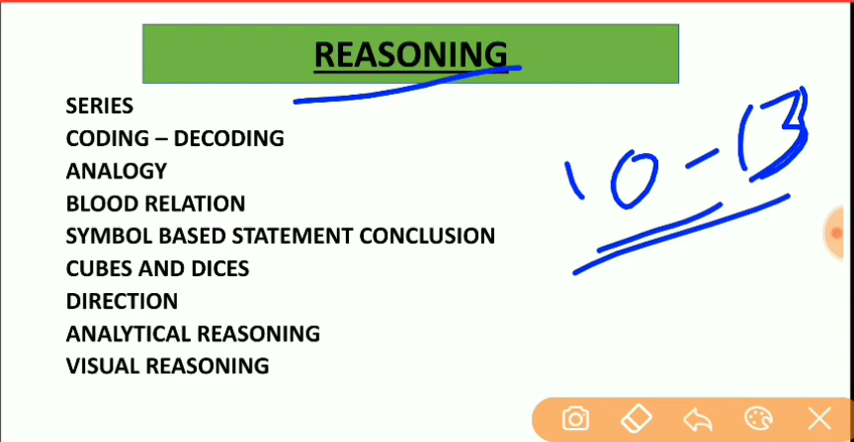 REASONING
SERIES
CODING – DECODING
ANALOGY
BLOOD RELATION
SYMBOL BASED STATEMENT CONCLUSION
CUBES AND DICES
DIRECTION
ANALYTICAL REASONING
VISUAL REASONING
10-13